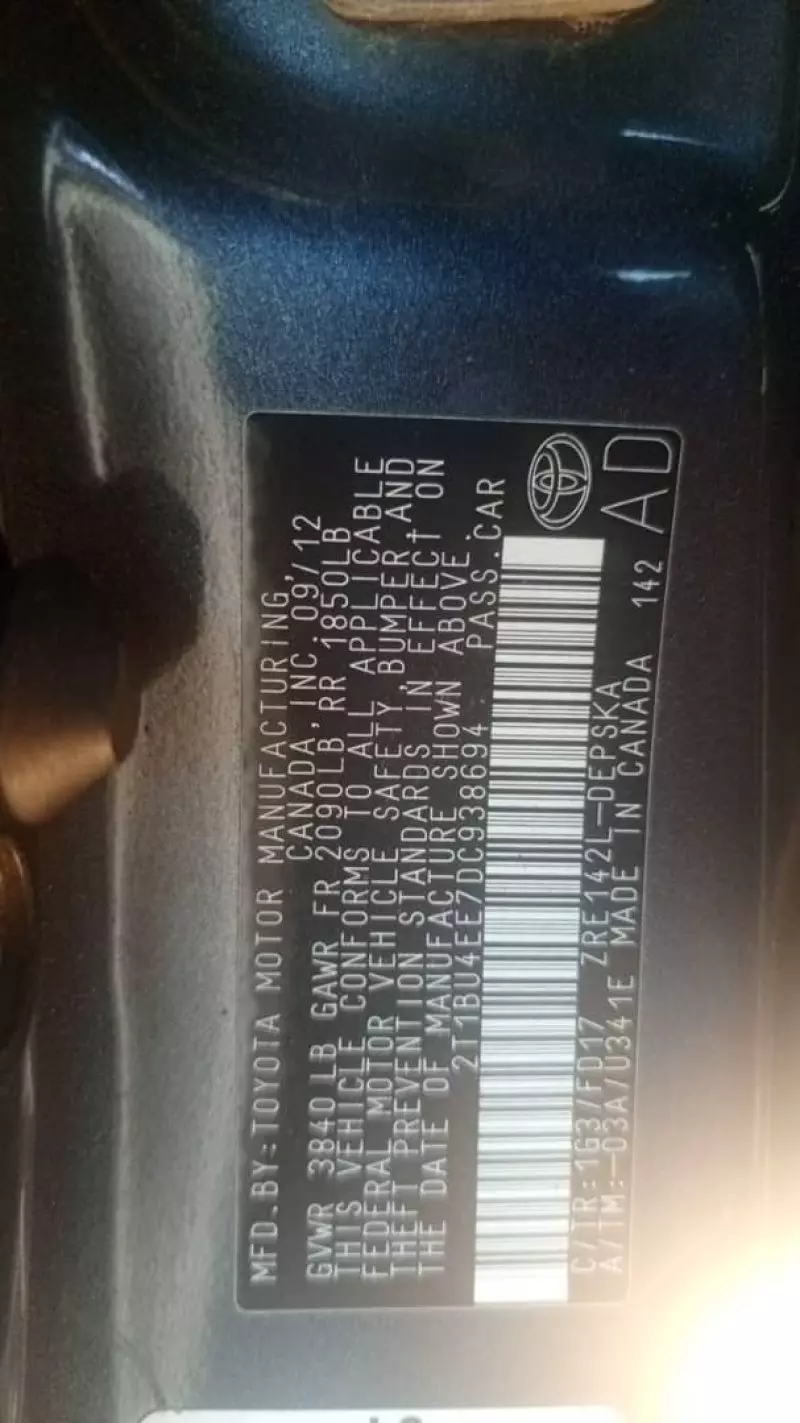 MFD.BY:TOYOTA MOTOR MANUFACTURING,
CANADA,INC.09/12
GVWR 3840LB GAWR FR 2090LB RR 1850LB
THIS VEHICLE CONFORMS TO ALL APPLICABLE
FEDERAL MOTOR VEHICLE SAFETY, BUMPER,AND
THEFT PREVENTION STANDARDS IN EFFECT ON
THE DATE OF MANUFACTURE SHOWN ABOVE.
2T1BU4EE7DC938694 PASS.CAR
C/TR:1G3/FD17 ZRE142L-DEPSKA
A/TM:-03A/U341E MADE IN CANADA 142 AD